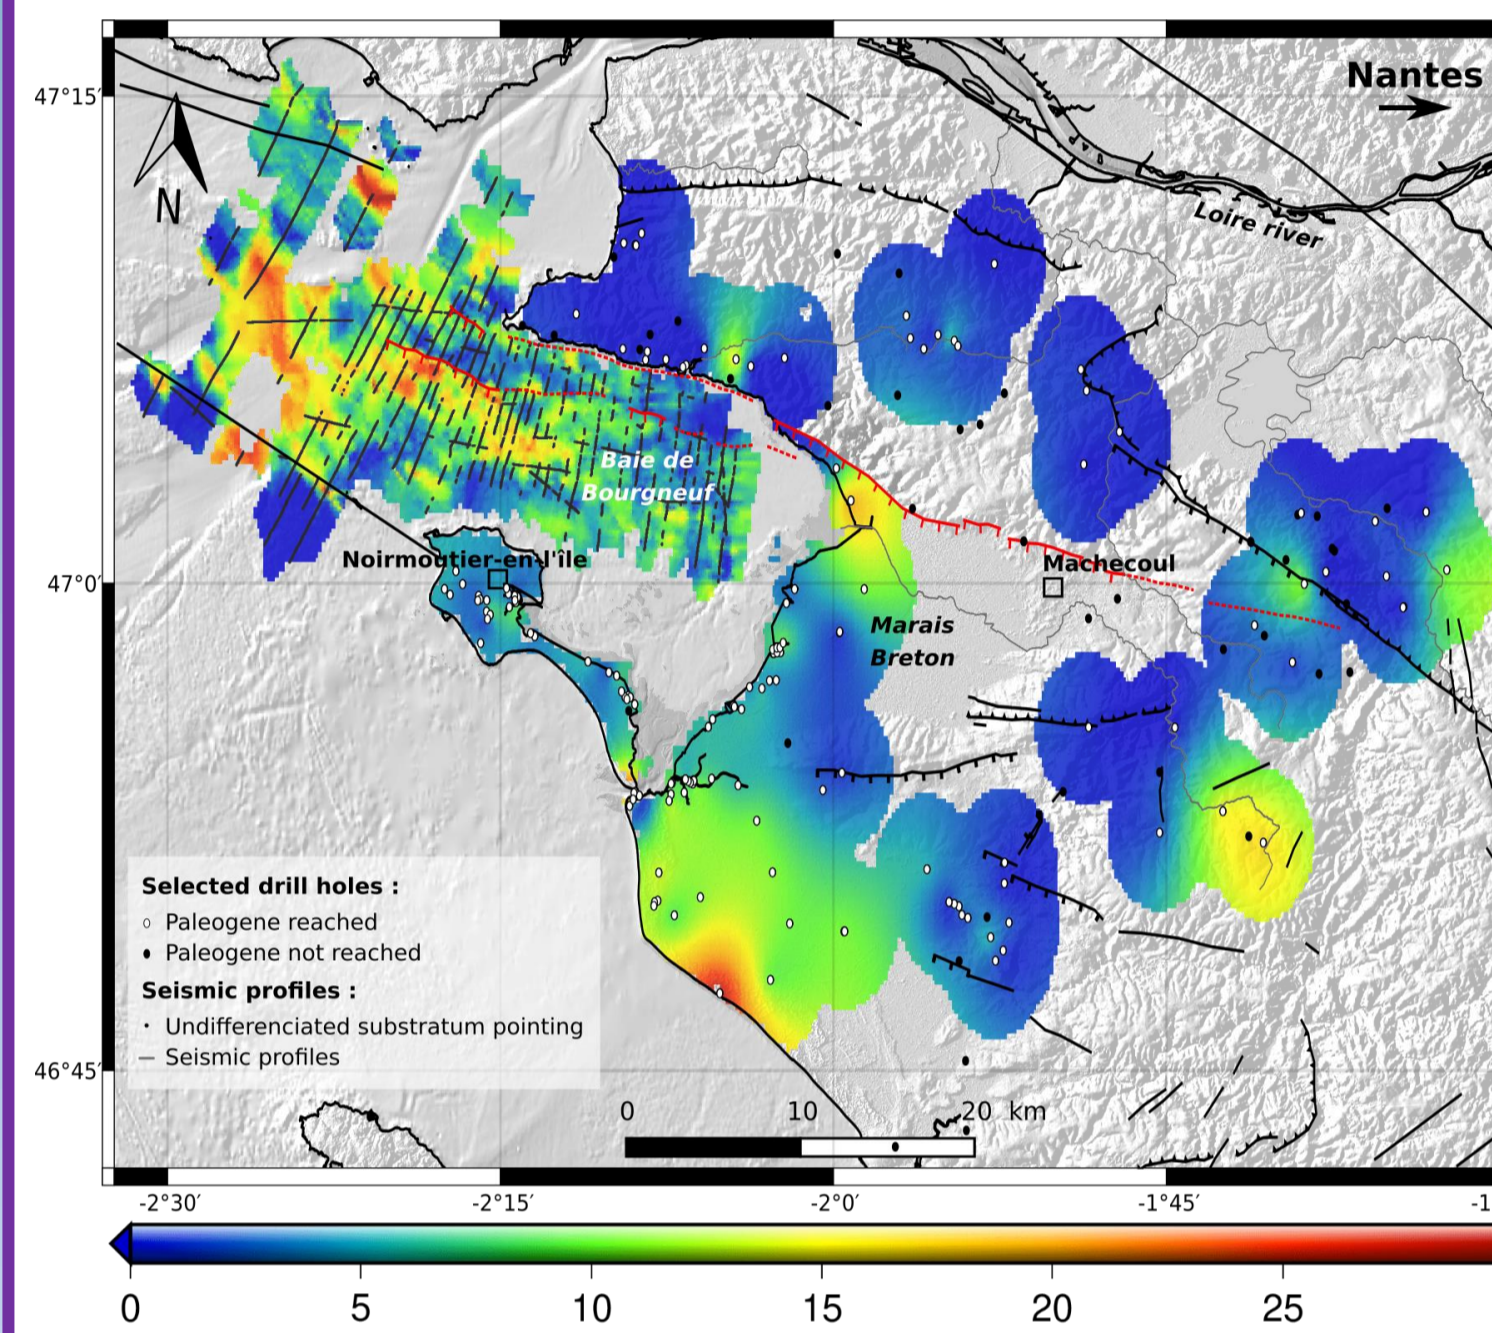 Nantes
47°15′
N
Loire river
Baie de
Bourgneuf
Noirmoutier-en-l'île
Machecoul
47°0′
Marais
Breton
Selected drill holes :
Paleogene reached
Paleogene not reached
Seismic profiles :
Undifferenciated substratum pointing
Seismic profiles
46°45′
0 10 20 km
-2°30′ -2°15′ -2°0′ -1°45′ -1
0 5 10 15 20 25